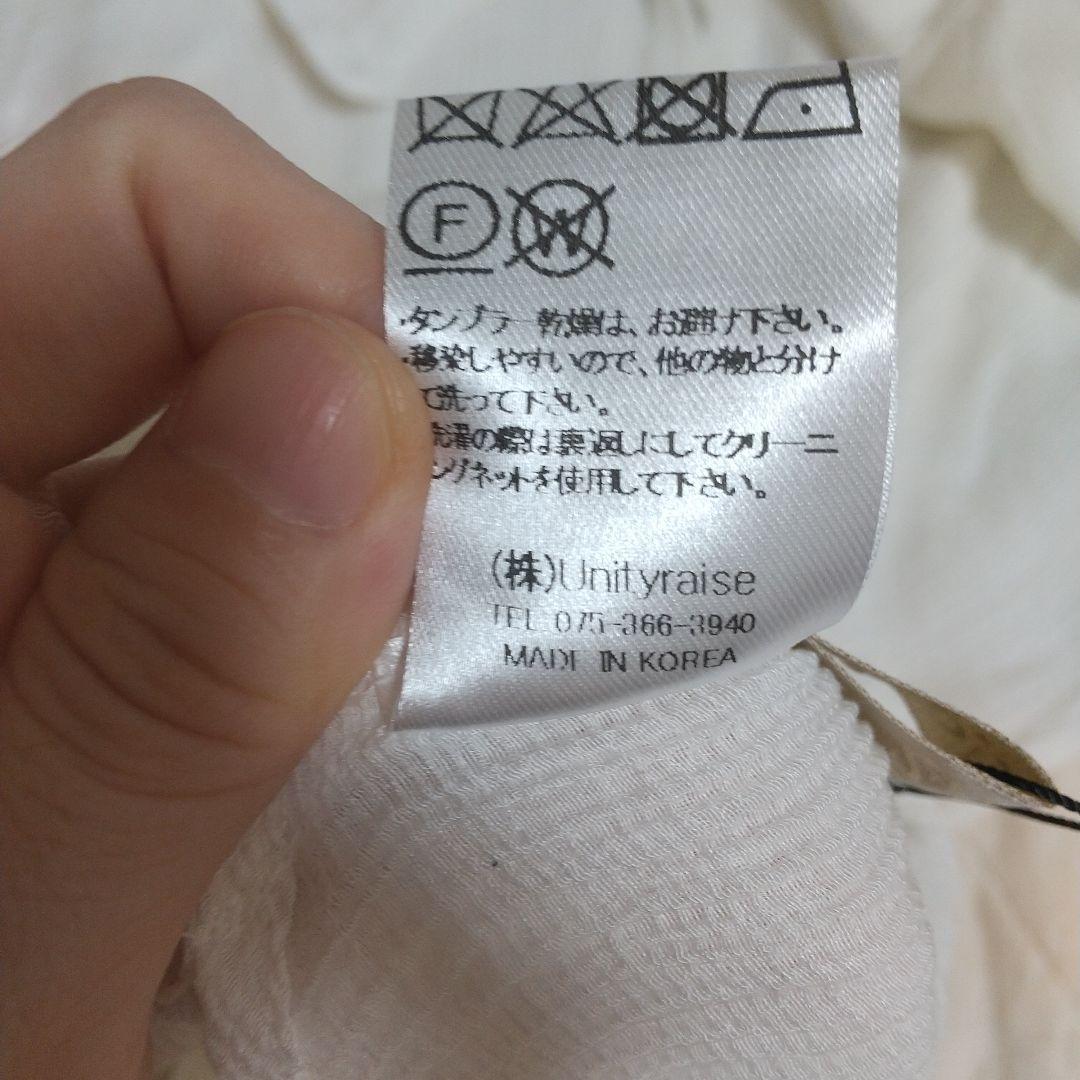 F W
・タンブラー乾燥は、お避け下さい。
・移染しやすいので、他の物と分け
て洗って下さい。
洗濯の際は裏返しにしてクリーニ
ングネットを使用して下さい。
(株)Unityraise
TEL 075-366-3940
MADE IN KOREA